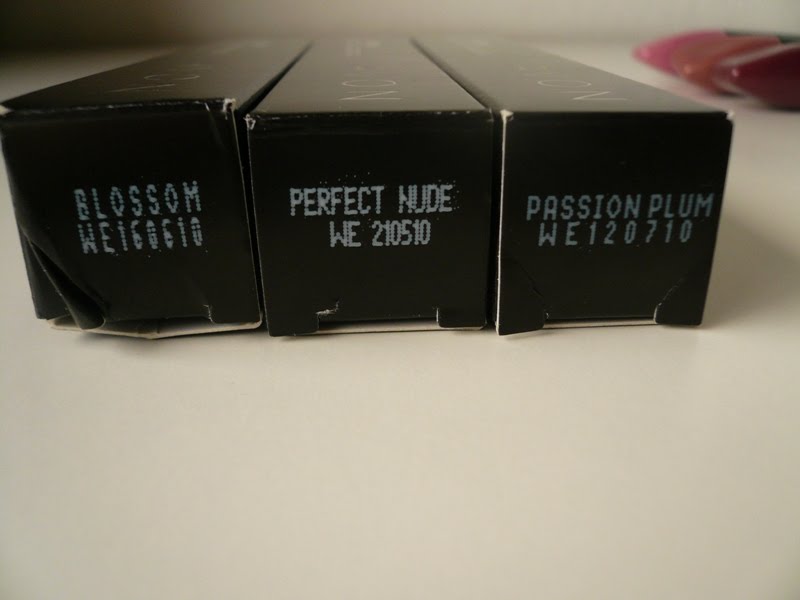 BLOSSOM
WE160610
PERFECT NUDE
WE 210510
PASSION PLUM
WE120710